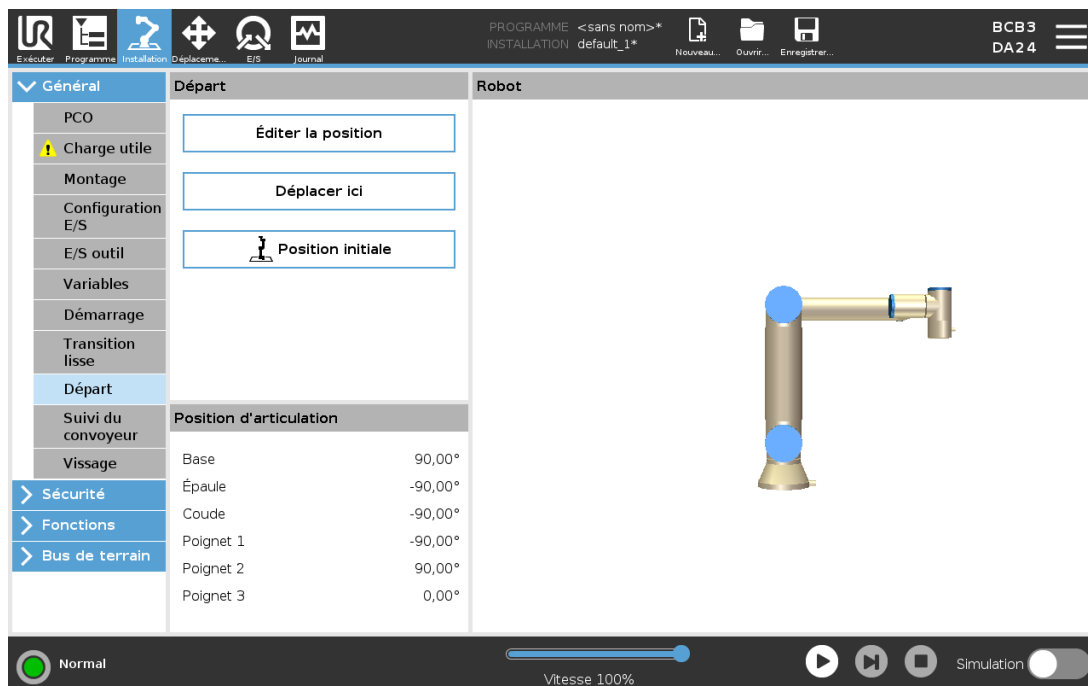 PROGRAMME <sans nom>*
INSTALLATION default_1*
BCB3
DA24
Exécuter Programme Installation Déplaceme... E/S Journal Nouveau... Ouvrir... Enregistrer...
Général
PCO
Charge utile
Montage
Configuration
E/S
E/S outil
Variables
Démarrage
Transition
lisse
Départ
Suivi du
convoyeur
Vissage
Sécurité
Fonctions
Bus de terrain
Départ
Éditer la position
Déplacer ici
Position initiale
Position d'articulation
Base 90,00°
Épaule -90,00°
Coude -90,00°
Poignet 1 -90,00°
Poignet 2 90,00°
Poignet 3 0,00°
Robot
Normal
Vitesse 100%
Simulation